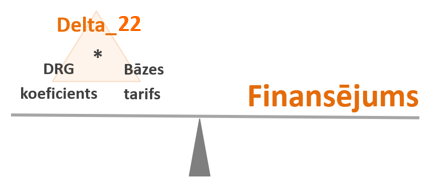 Delta_22
*
DRG Bāzes
koeficients tarifs
Finansējums